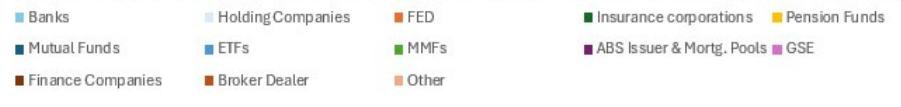 Banks Holding Companies FED Insurance corporations Pension Funds
Mutual Funds ETFs MMFs ABS Issuer & Mortg. Pools GSE
Finance Companies Broker Dealer Other